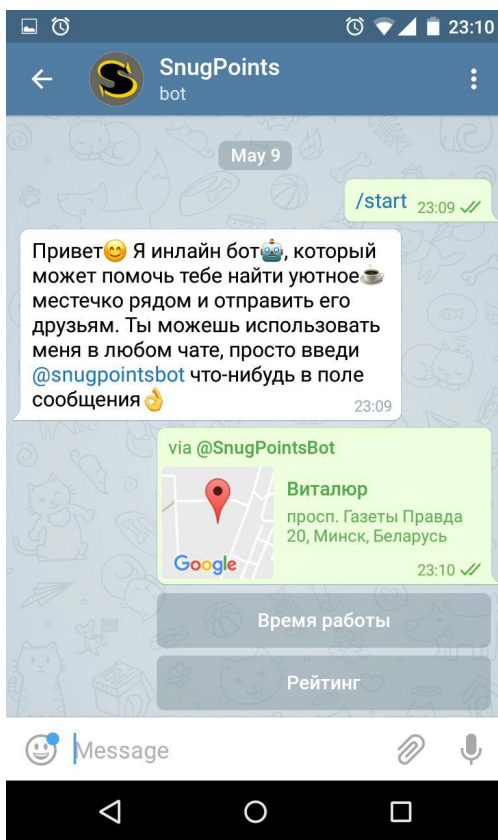 23:10
SnugPoints
bot
May 9
/start 23:09
Привет😊 Я инлайн бот🤖, который
может помочь тебе найти уютное☕
местечко рядом и отправить его
друзьям. Ты можешь использовать
меня в любом чате, просто введи
@snugpointsbot что-нибудь в поле
сообщения👌
23:09
via @SnugPointsBot
Виталюр
просп. Газеты Правда
20, Минск, Беларусь
Google
23:10
Время работы
Рейтинг
Message